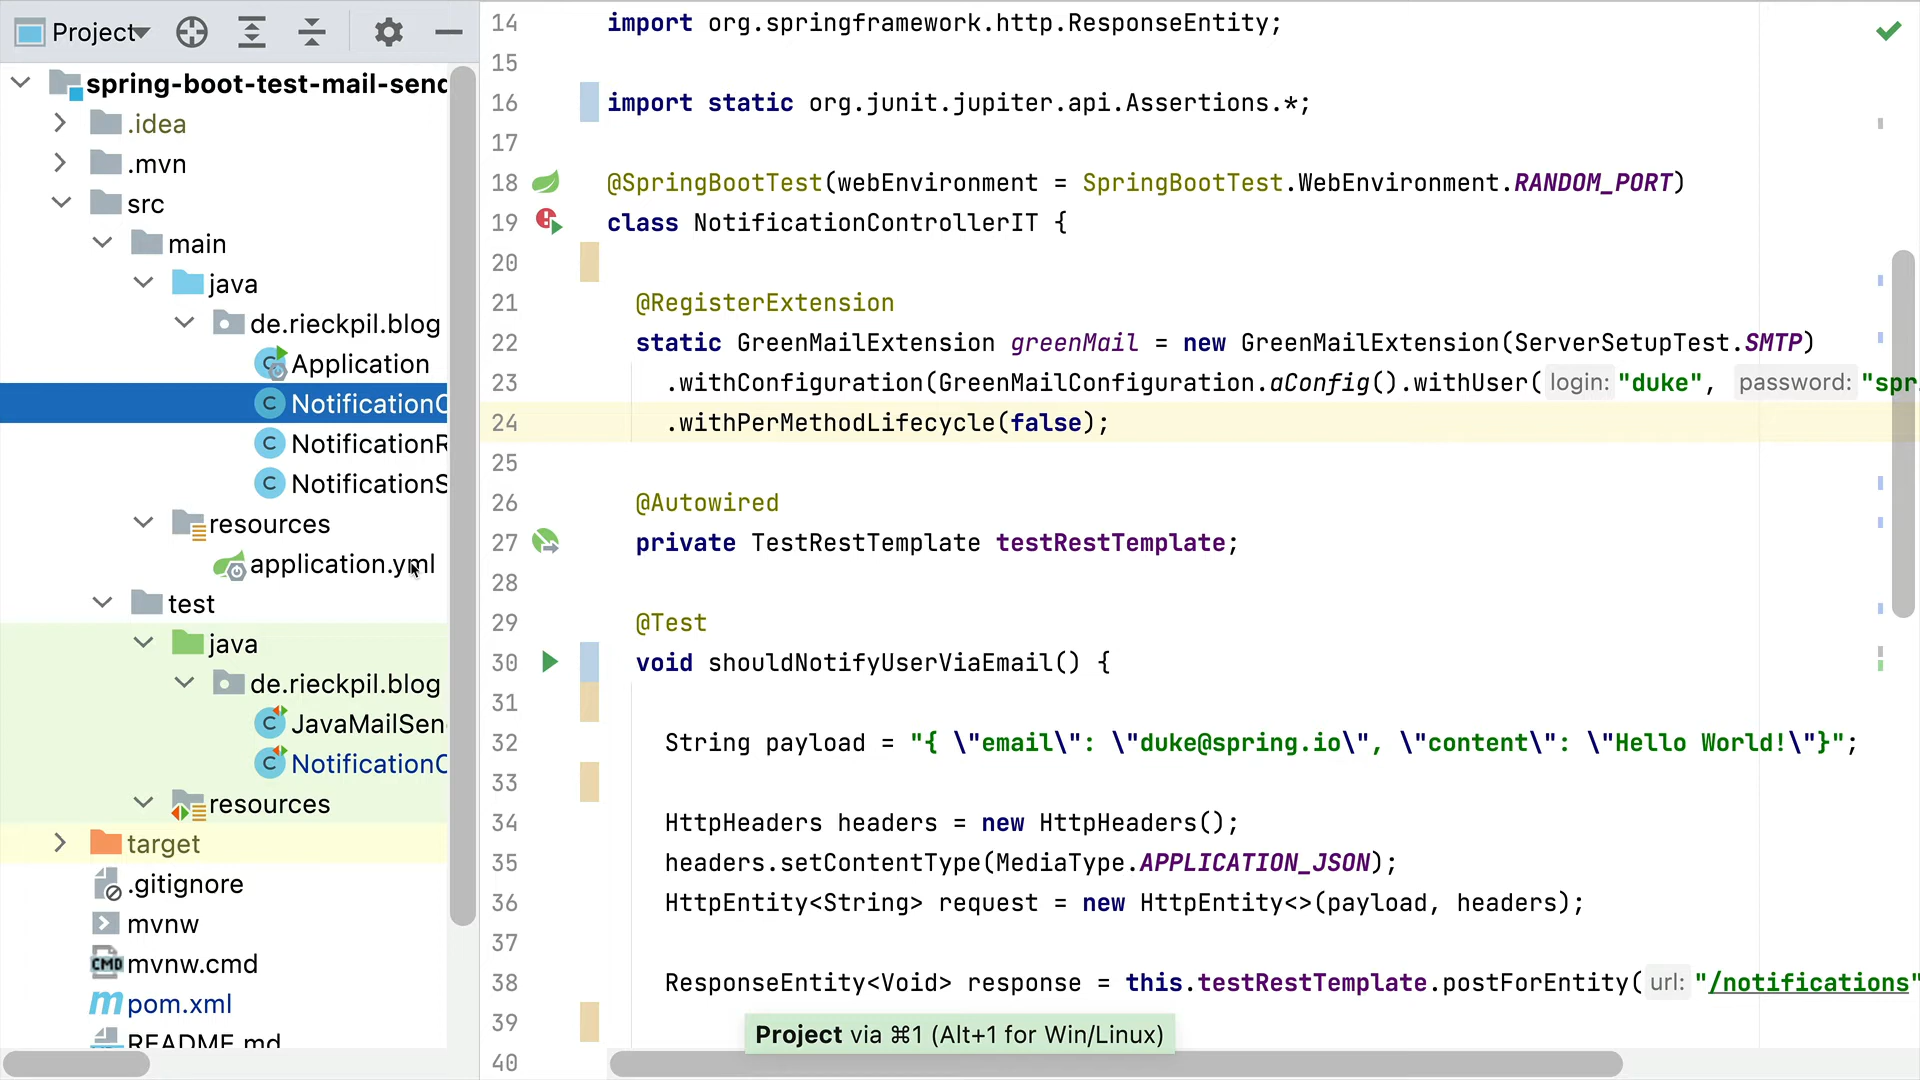 Project
spring-boot-test-mail-send
.idea
.mvn
src
main
java
de.rieckpil.blog
Application
NotificationC
NotificationR
NotificationS
resources
application.yml
test
java
de.rieckpil.blog
JavaMailSen
NotificationC
resources
target
.gitignore
mvnw
CMD mvnw.cmd
m pom.xml
README.md
14 import org.springframework.http.ResponseEntity;
15
16 import static org.junit.jupiter.api.Assertions.*;
17
18 @SpringBootTest(webEnvironment = SpringBootTest.WebEnvironment.RANDOM_PORT)
19 class NotificationControllerIT {
20
21 @RegisterExtension
22 static GreenMailExtension greenMail = new GreenMailExtension(ServerSetupTest.SMTP)
23 .withConfiguration(GreenMailConfiguration.aConfig().withUser( login: "duke", password: "spr
24 .withPerMethodLifecycle(false);
25
26 @Autowired
27 private TestRestTemplate testRestTemplate;
28
29 @Test
30 void shouldNotifyUserViaEmail() {
31
32 String payload = "{ \"email\": \"duke@spring.io\", \"content\": \"Hello World!\"}";
33
34 HttpHeaders headers = new HttpHeaders();
35 headers.setContentType(MediaType.APPLICATION_JSON);
36 HttpEntity<String> request = new HttpEntity<>(payload, headers);
37
38 ResponseEntity<Void> response = this.testRestTemplate.postForEntity( url: "/notifications"
39
40
Project via ⌘1 (Alt+1 for Win/Linux)